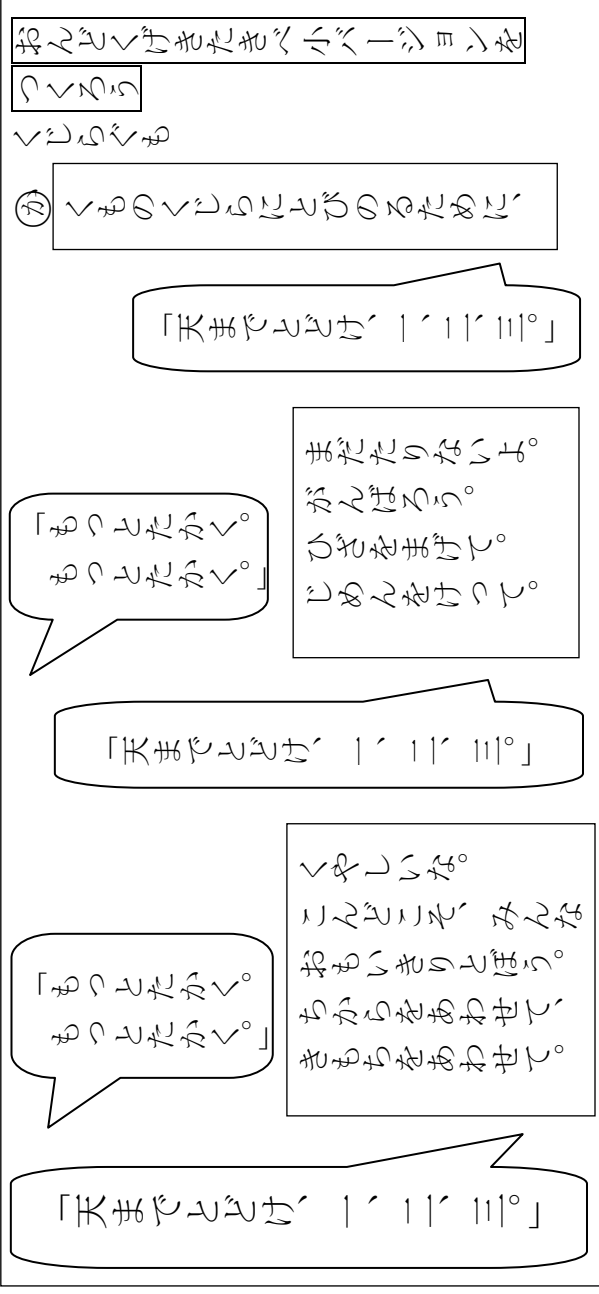 おんどくげきたきべ小バージョンを
つくろう
くじらぐも
か
くものくじらにとびのるために、
「天までとどけ、一、二、三。」
「もっとたかく。
もっとたかく。」
まだたりないよ。
がんばろう。
ひざをまげて。
じめんをけって。
「天までとどけ、一、二、三。」
「もっとたかく。
もっとたかく。」
くやしいな。
こんどこそ、みんな
おもいきりとぼう。
ちからをあわせて、
きもちをあわせて。
「天までとどけ、一、二、三。」